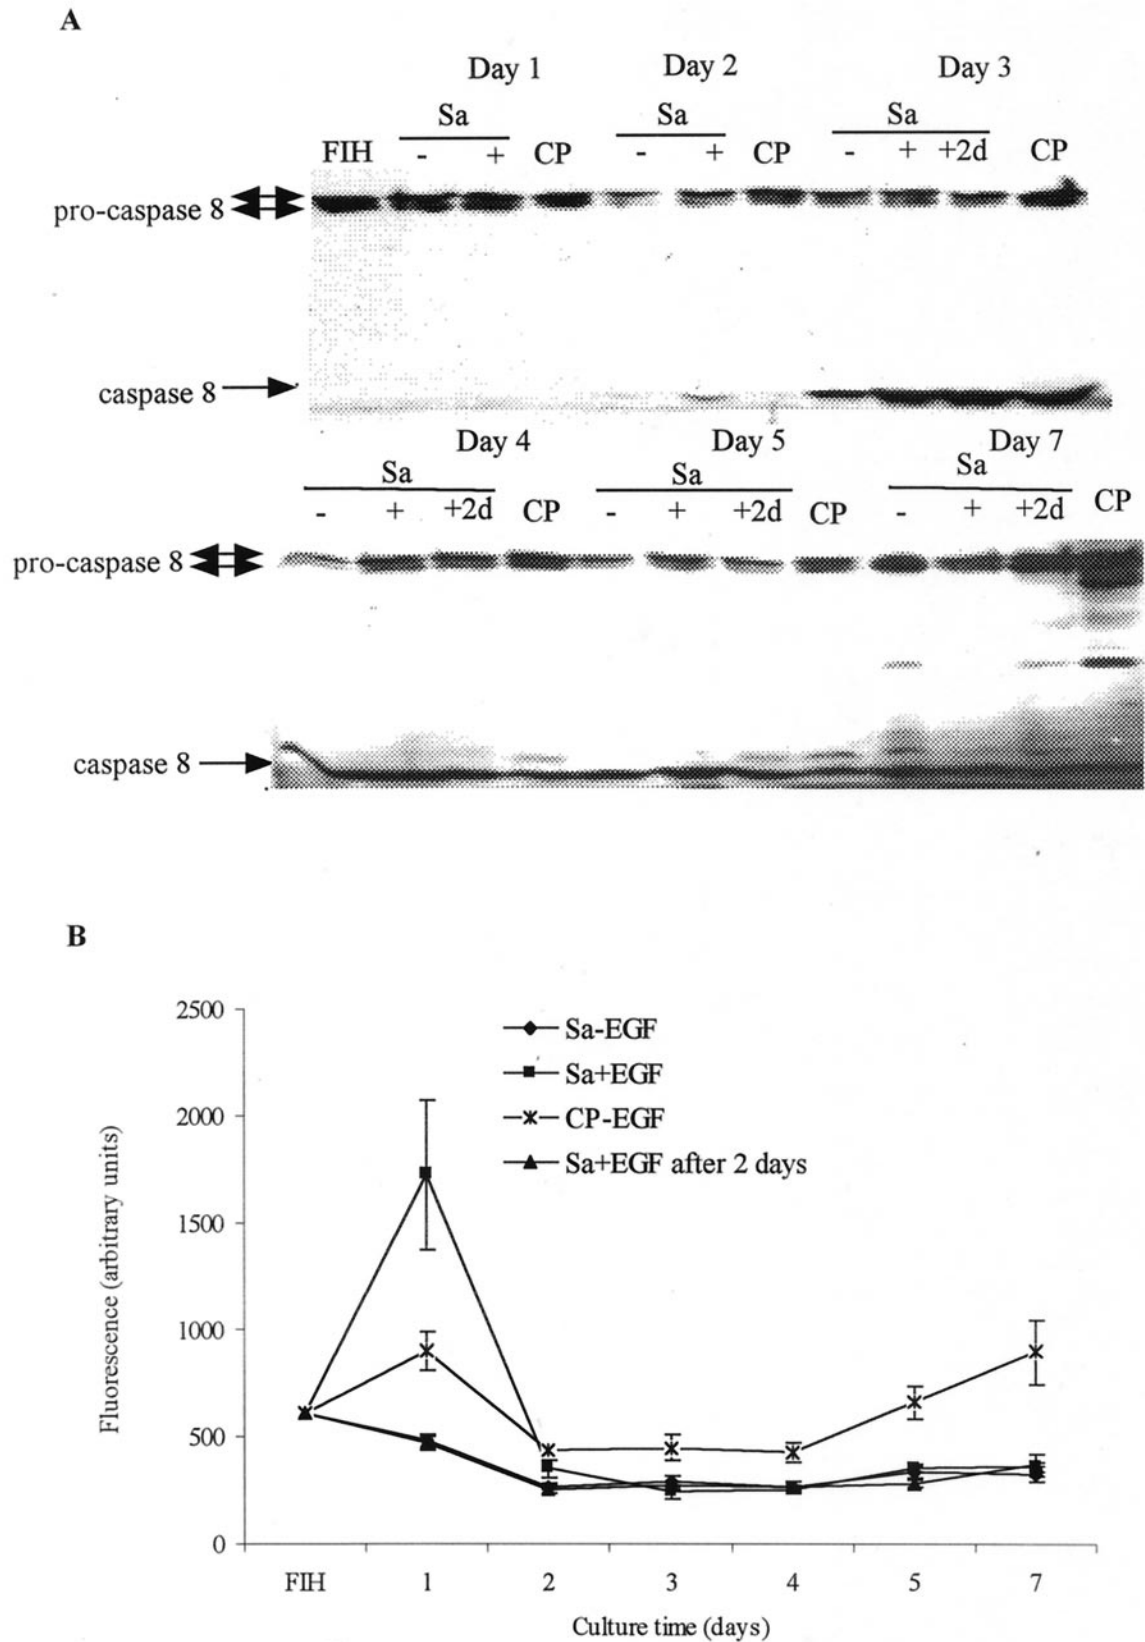 A
Day 1 Day 2 Day 3
Sa Sa Sa
FIH - + CP - + CP - + +2d CP
pro-caspase 8
caspase 8
Day 4 Day 5 Day 7
Sa Sa Sa
- + +2d CP - + +2d CP - + +2d CP
pro-caspase 8
caspase 8
B
2500
2000
1500
1000
500
0
Fluorescence (arbitrary units)
Sa-EGF
Sa+EGF
CP-EGF
Sa+EGF after 2 days
FIH 1 2 3 4 5 7
Culture time (days)